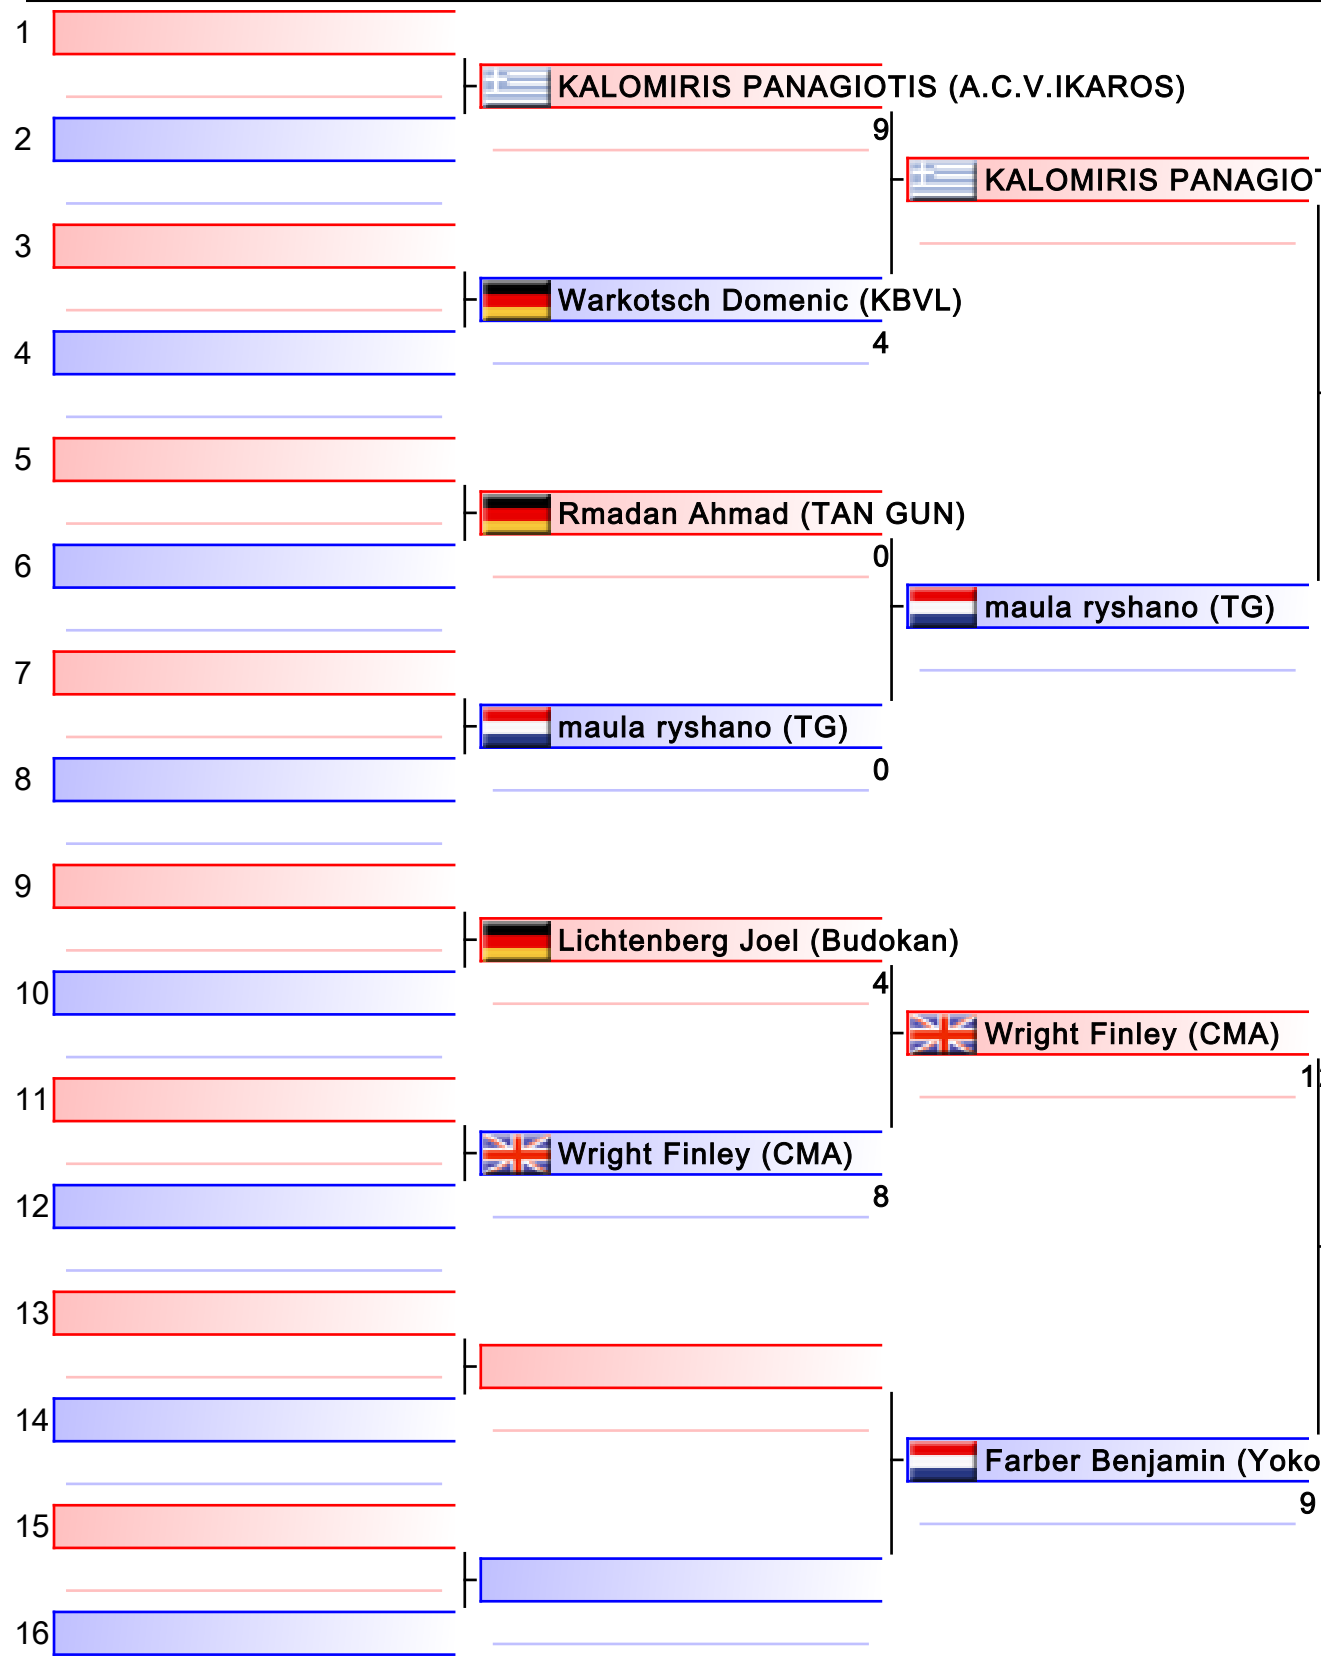 1
KALOMIRIS PANAGIOTIS (A.C.V.IKAROS)
9
2
KALOMIRIS PANAGIO
3
Warkotsch Domenic (KBVL)
4
4
5
Rmadan Ahmad (TAN GUN)
0
6
maula ryshano (TG)
7
maula ryshano (TG)
0
8
9
Lichtenberg Joel (Budokan)
4
10
Wright Finley (CMA)
1
11
Wright Finley (CMA)
8
12
13
14
Farber Benjamin (Yoko
9
15
16